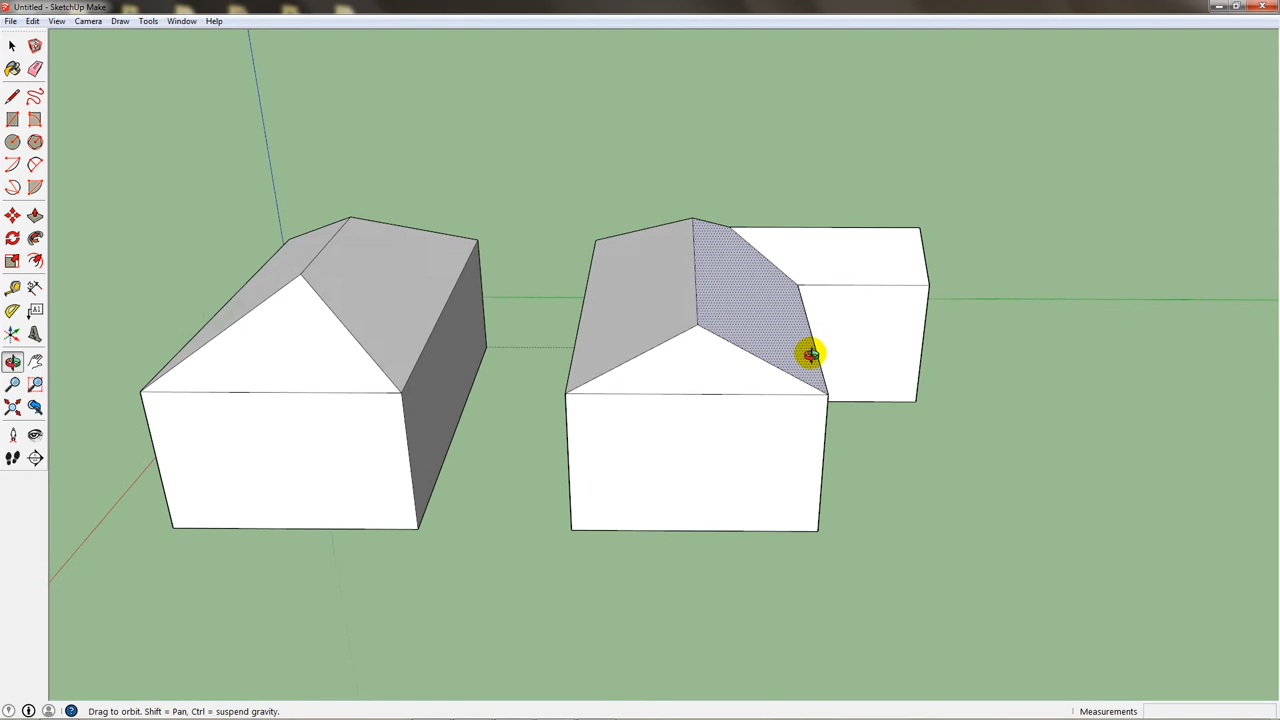 Untitled - SketchUp Make
File Edit View Camera Draw Tools Window Help
A1
Drag to orbit. Shift = Pan, Ctrl = suspend gravity.
Measurements